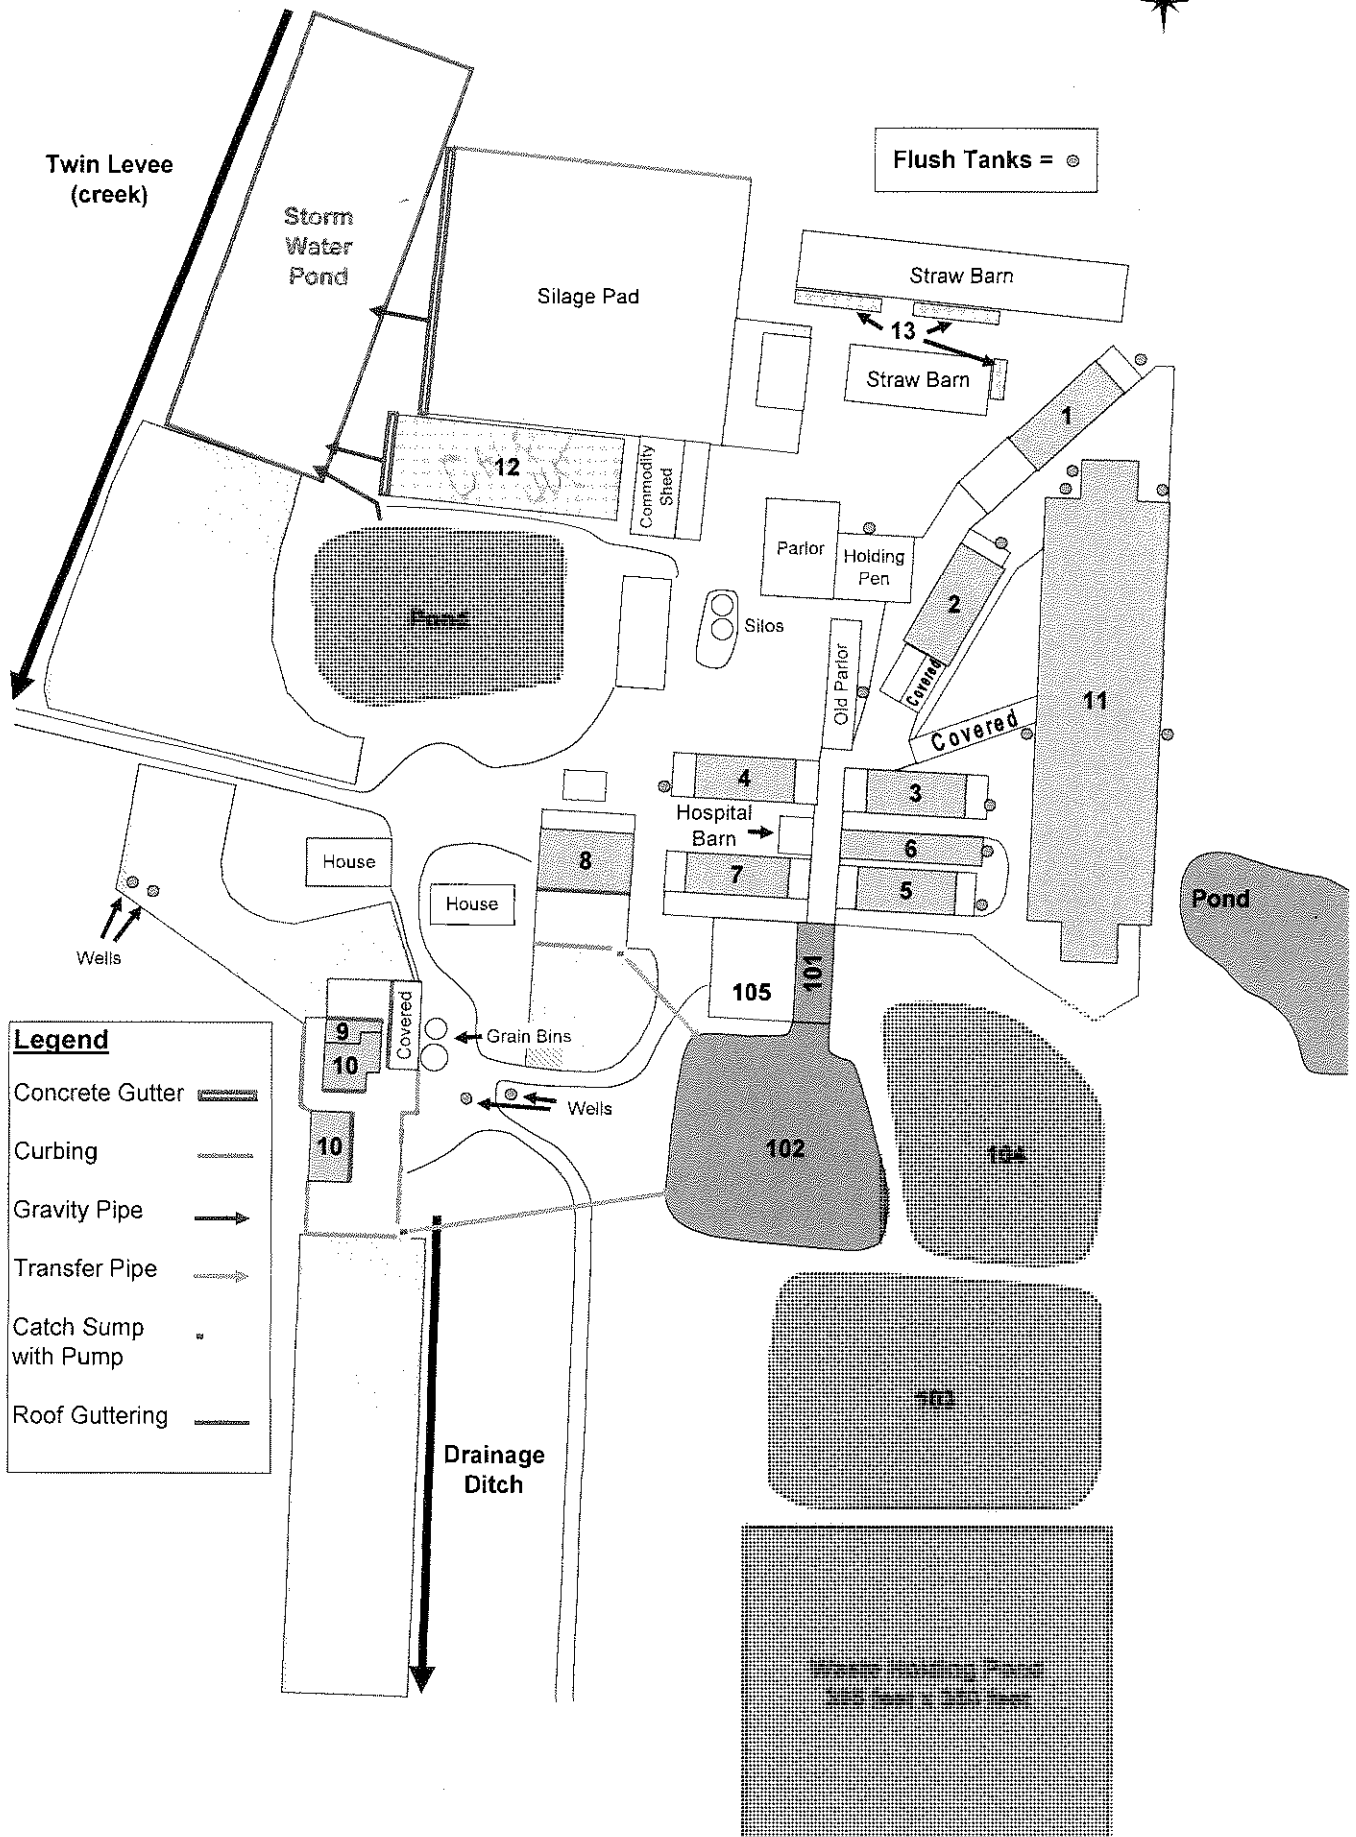 Twin Levee
(creek)
Flush Tanks =
Storm
Water
Pond
Silage Pad
Straw Barn
13
Straw Barn
1
12
Commodity
Shed
Parlor
Holding
Pen
2
Covered
Pond
Silos
Old Parlor
11
Covered
4
3
Hospital
Barn
6
House
8
7
5
House
Pond
Wells
101
105
Covered
Grain Bins
9
10
Wells
10
102
104
Legend
Concrete Gutter
Curbing
Gravity Pipe
Transfer Pipe
Catch Sump
with Pump
Roof Guttering
103
Drainage
Ditch